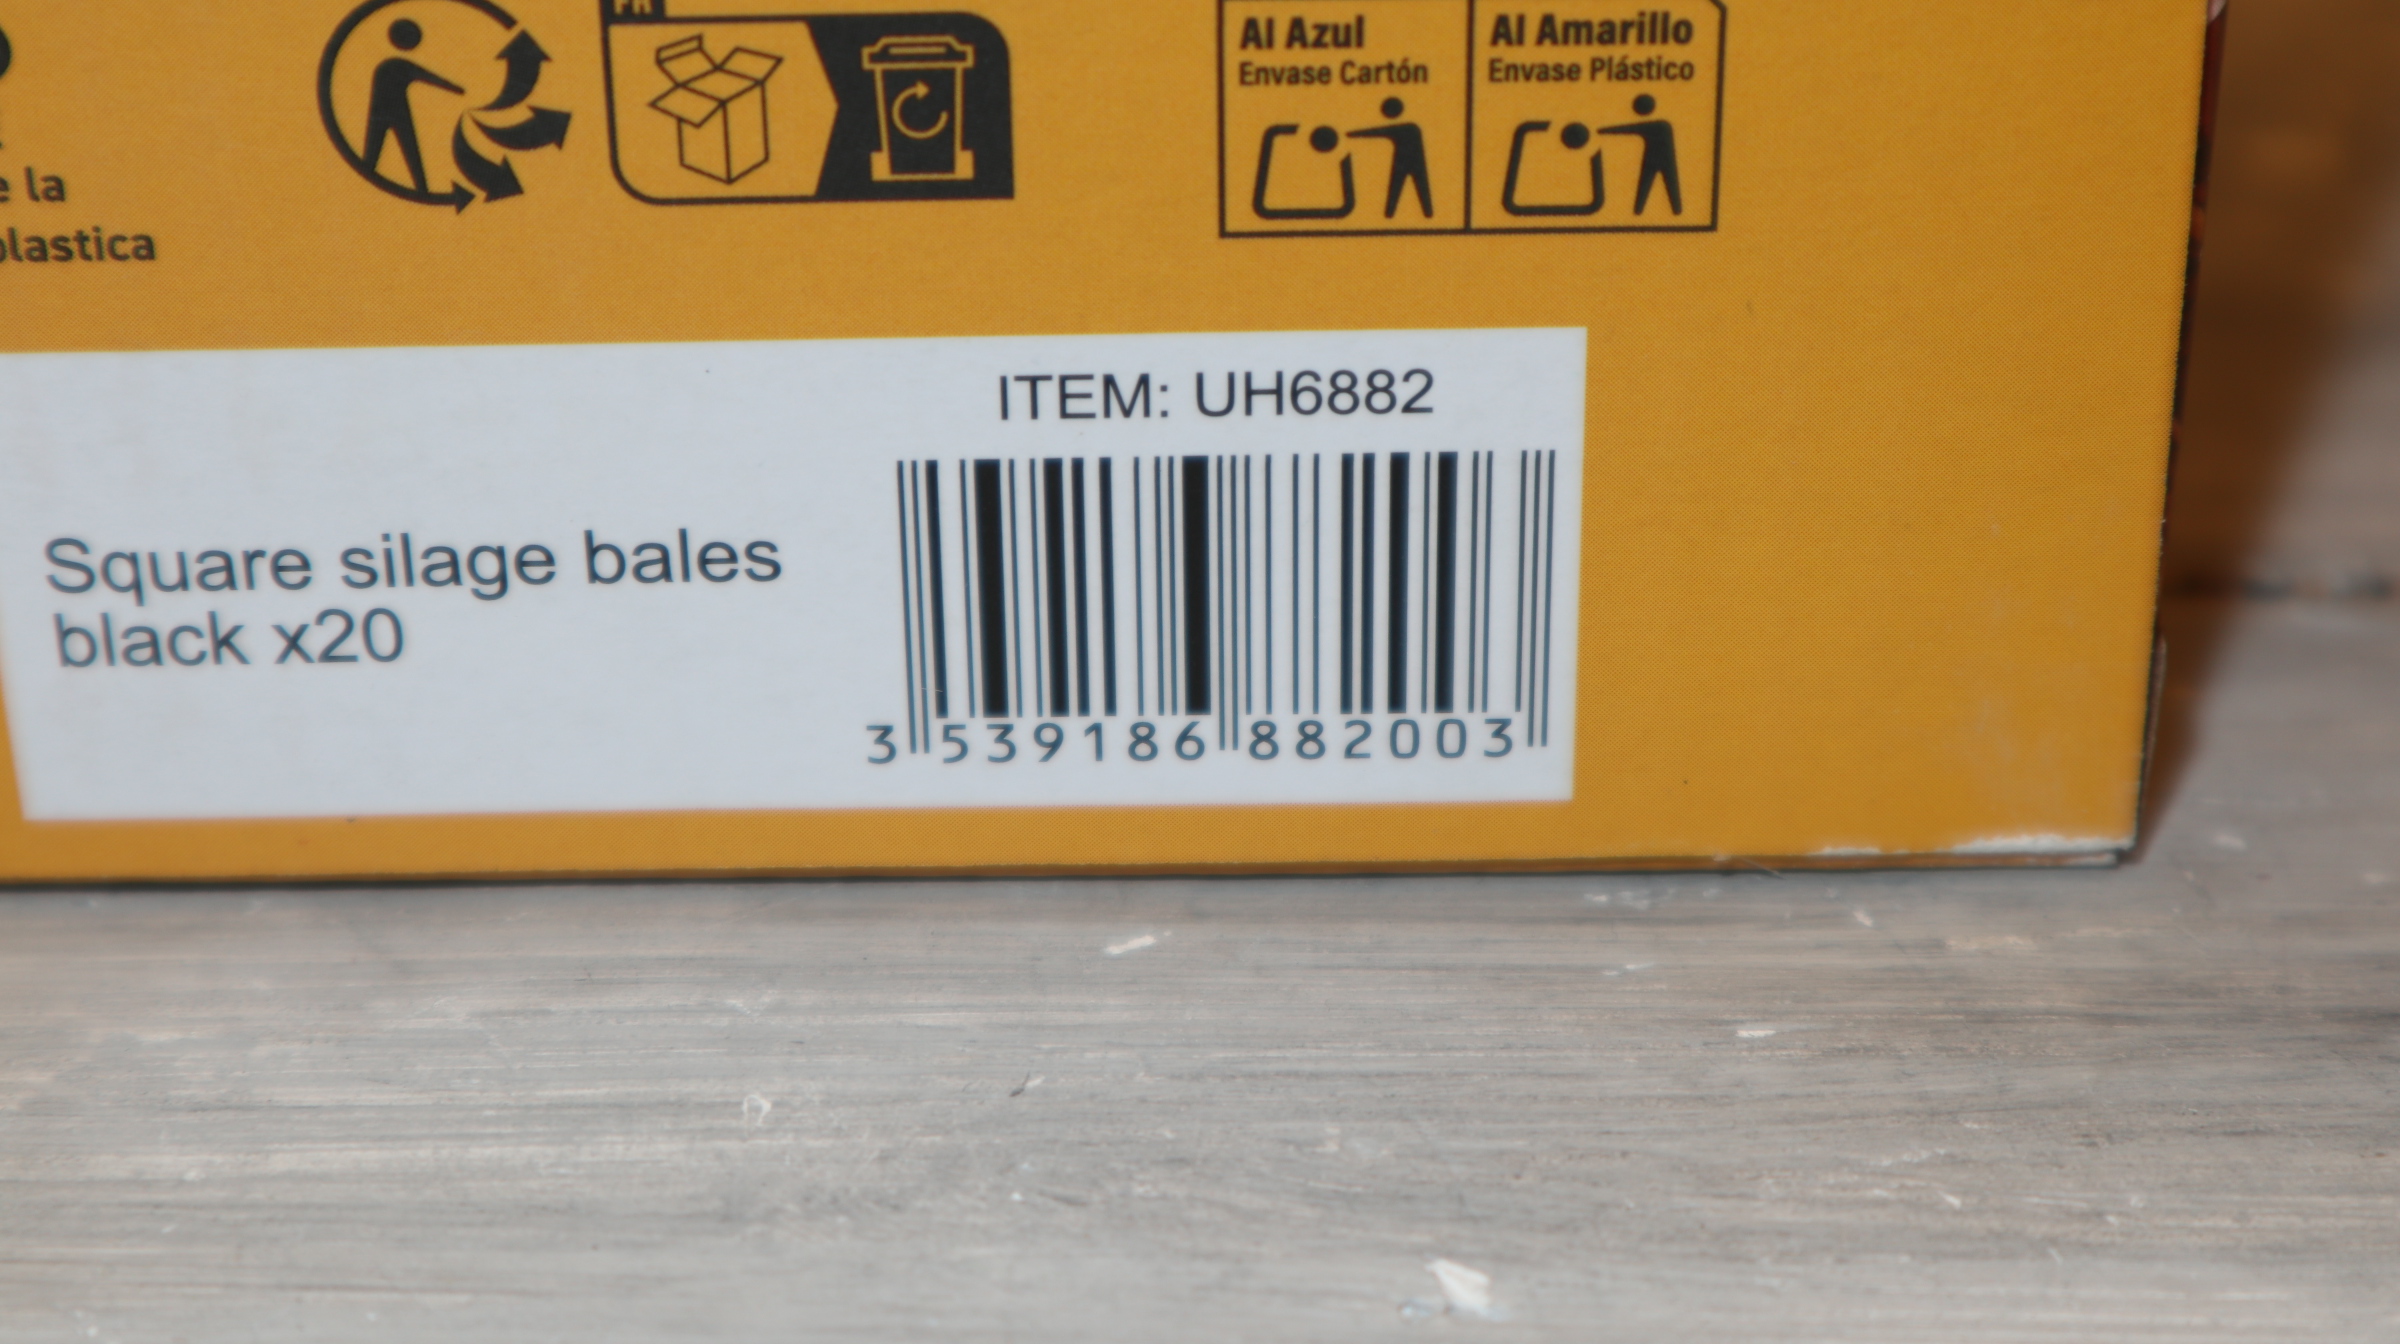 FR
Al Azul
Envase Cartón
Al Amarillo
Envase Plástico
e la
plastica
ITEM: UH6882
Square silage bales
black x20
3 539186 882003